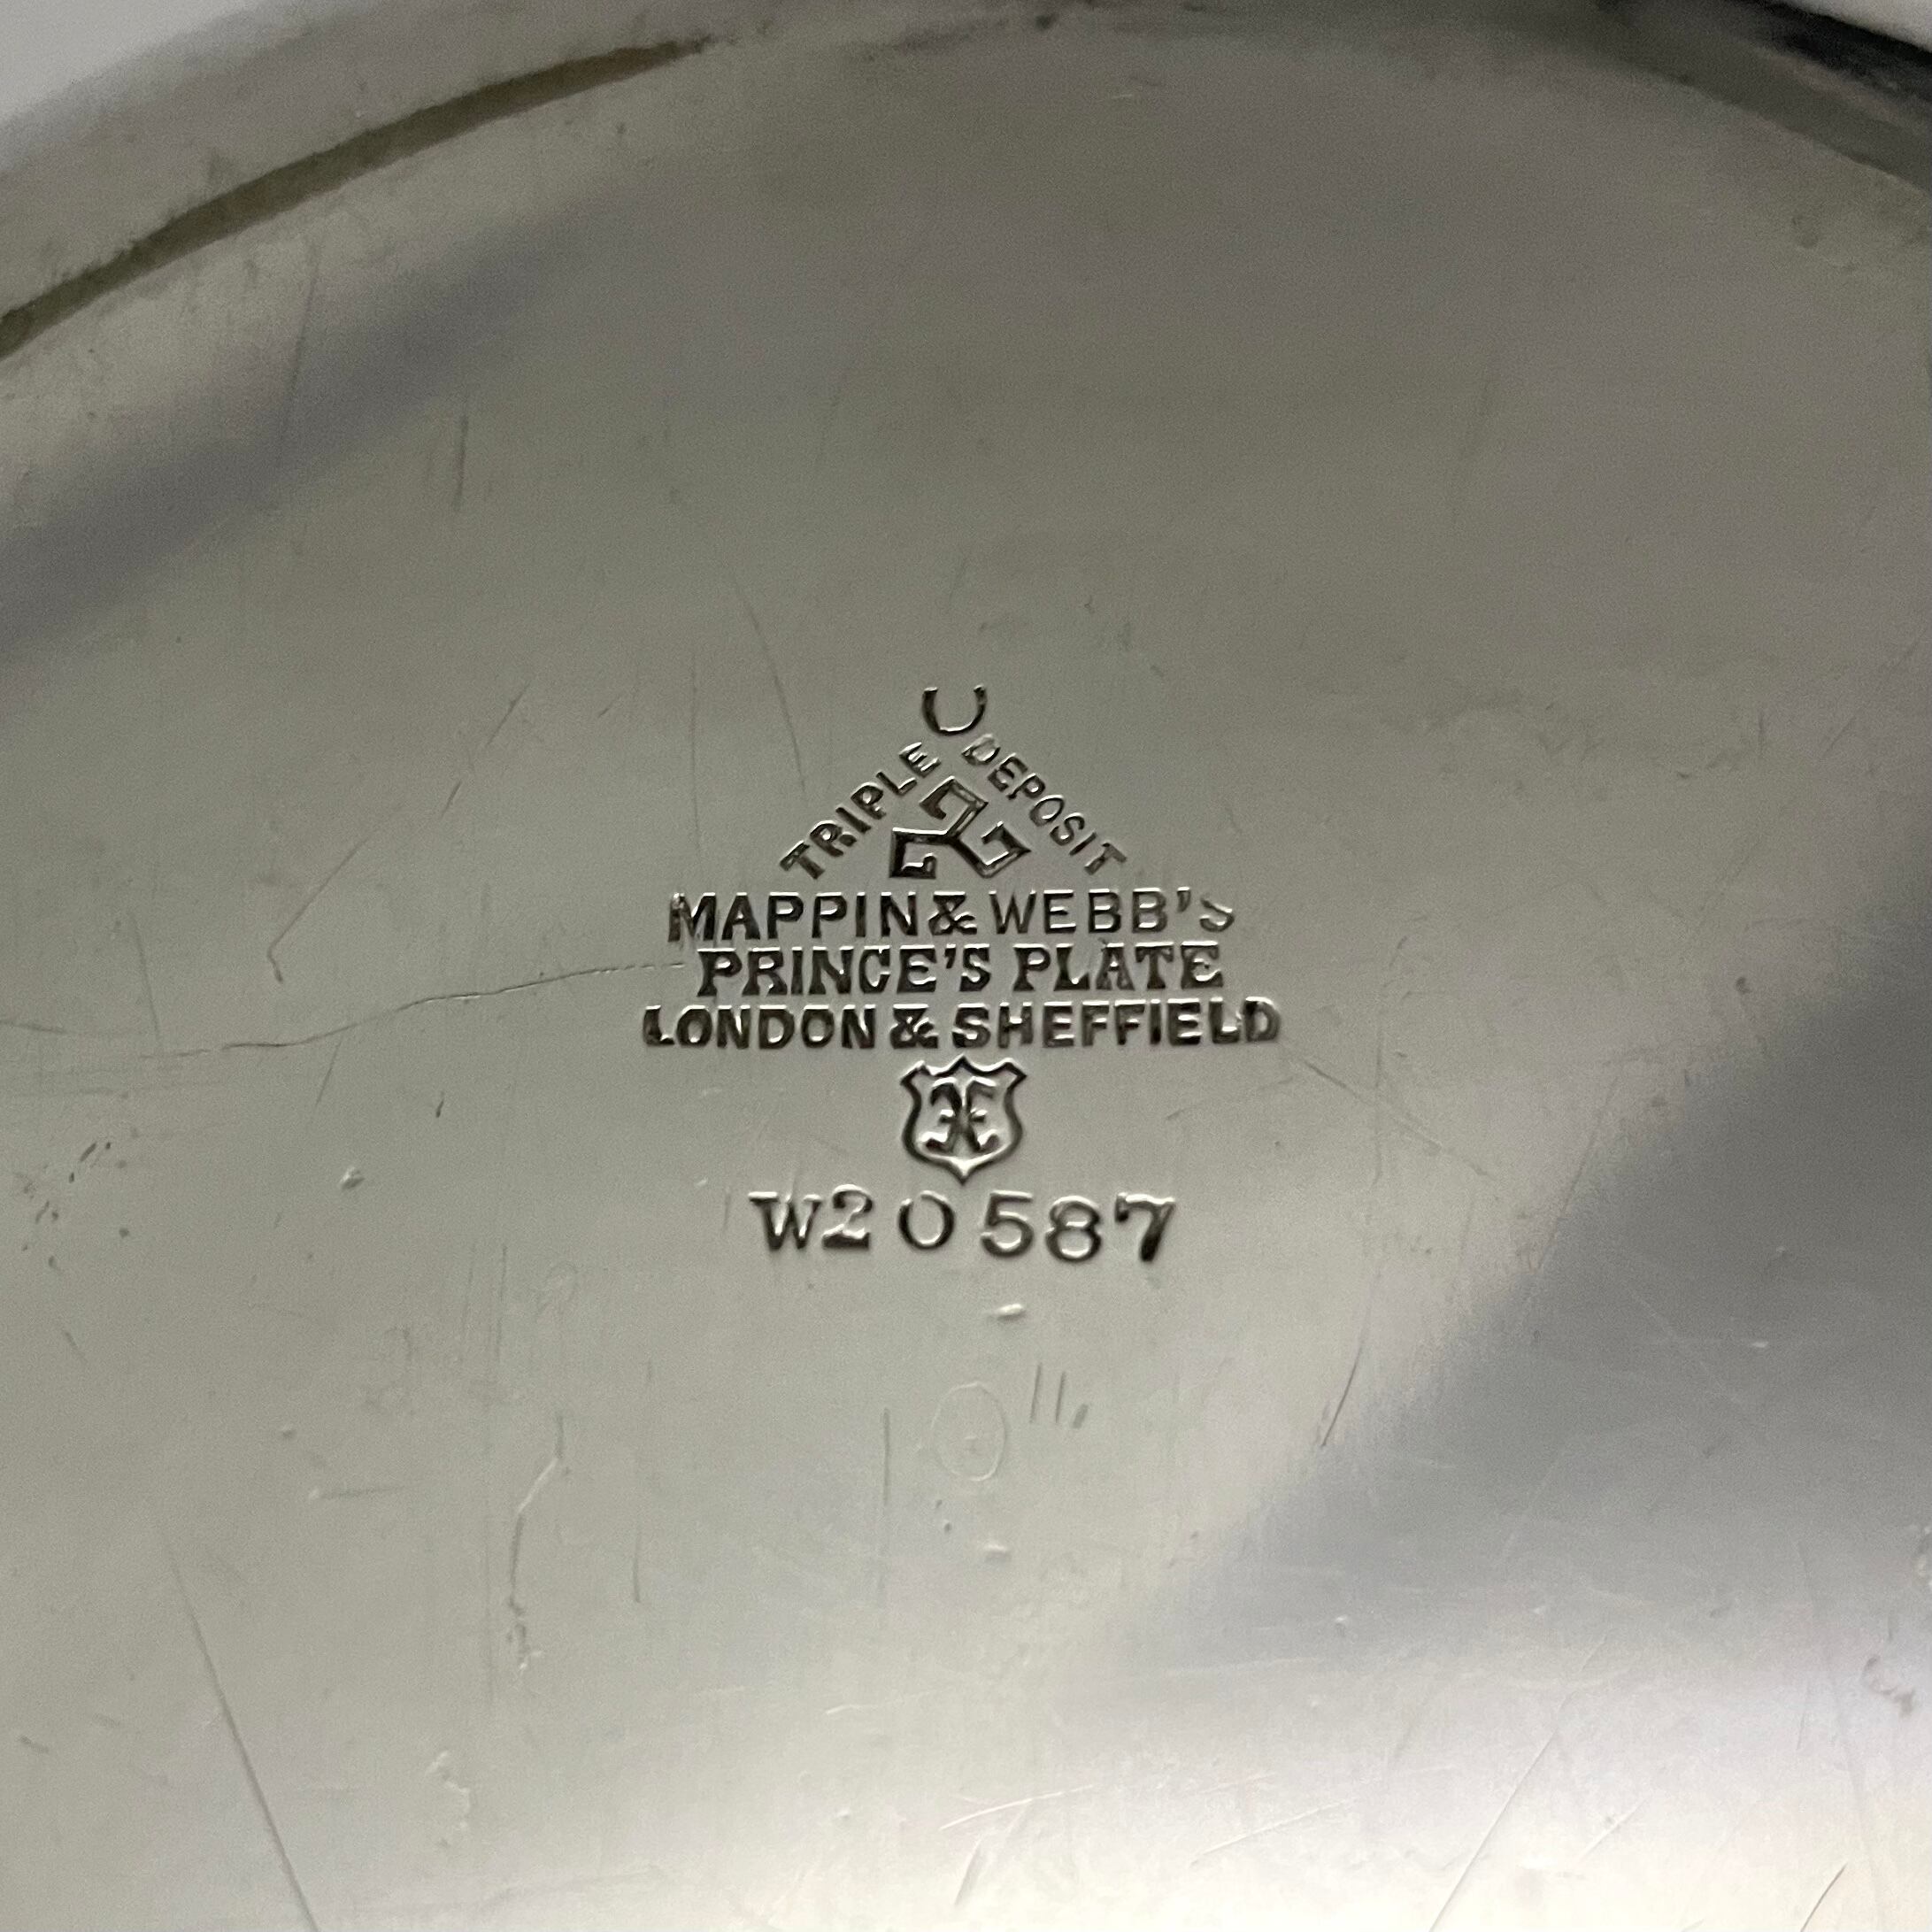 U
TRIPLE DEPOSIT
MAPPIN & WEBB'S
PRINCE'S PLATE
LONDON & SHEFFIELD
W20587